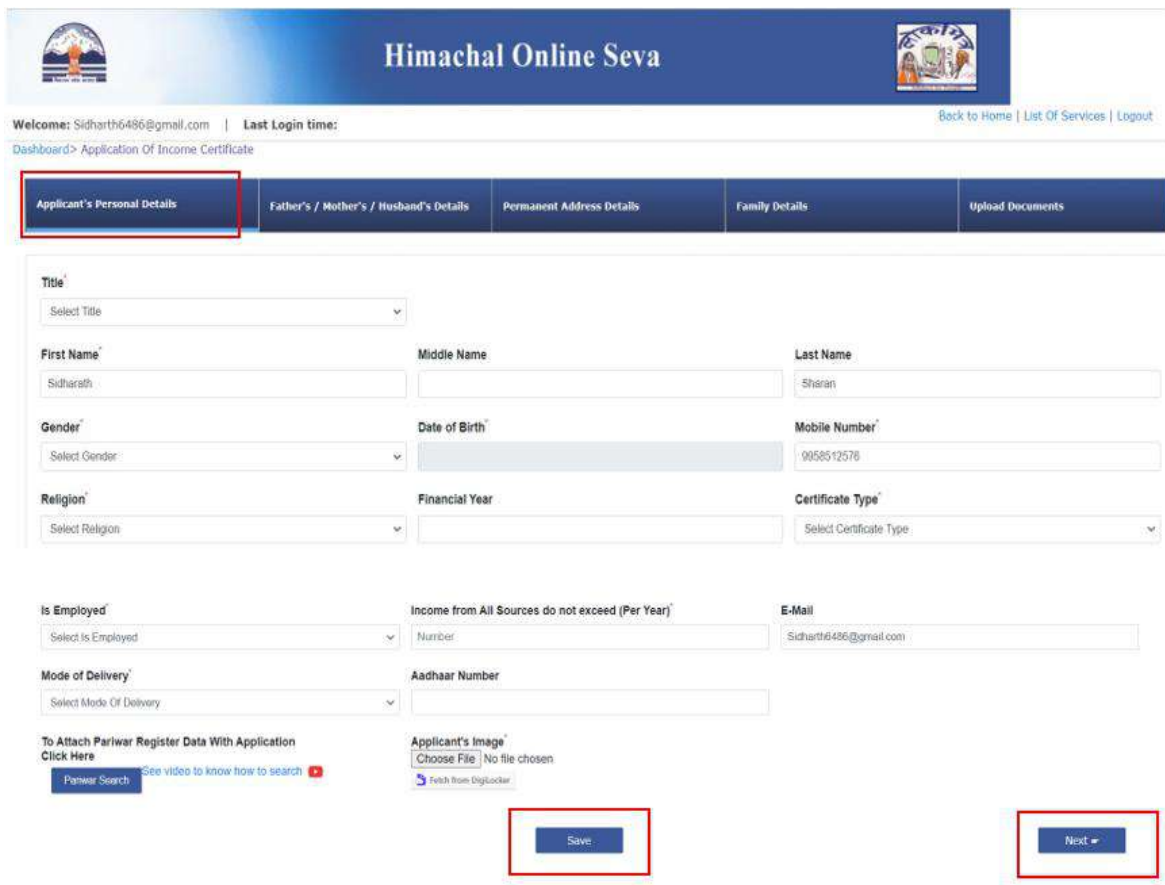 Himachal Online Seva
लोकमित्र
Welcome: Sidharth6486@gmail.com | Last Login time:
Back to Home | List Of Services | Logout
Dashboard> Application Of Income Certificate
Applicant's Personal Details
Father's / Mother's / Husband's Details
Permanent Address Details
Family Details
Upload Documents
Title*
Select Title
First Name*
Middle Name
Last Name
Sidharath
Sharan
Gender*
Date of Birth*
Mobile Number*
Select Gender
9958512576
Religion*
Financial Year
Certificate Type*
Select Religion
Select Certificate Type
Is Employed*
Income from All Sources do not exceed (Per Year)*
E-Mail
Select Is Employed
Number
Sidharth6486@gmail.com
Mode of Delivery*
Aadhaar Number
Select Mode Of Delivery
To Attach Pariwar Register Data With Application
Click Here
Pariwar Search
See video to know how to search
Applicant's Image*
Choose File No file chosen
Fetch from DigiLocker
Save
Next